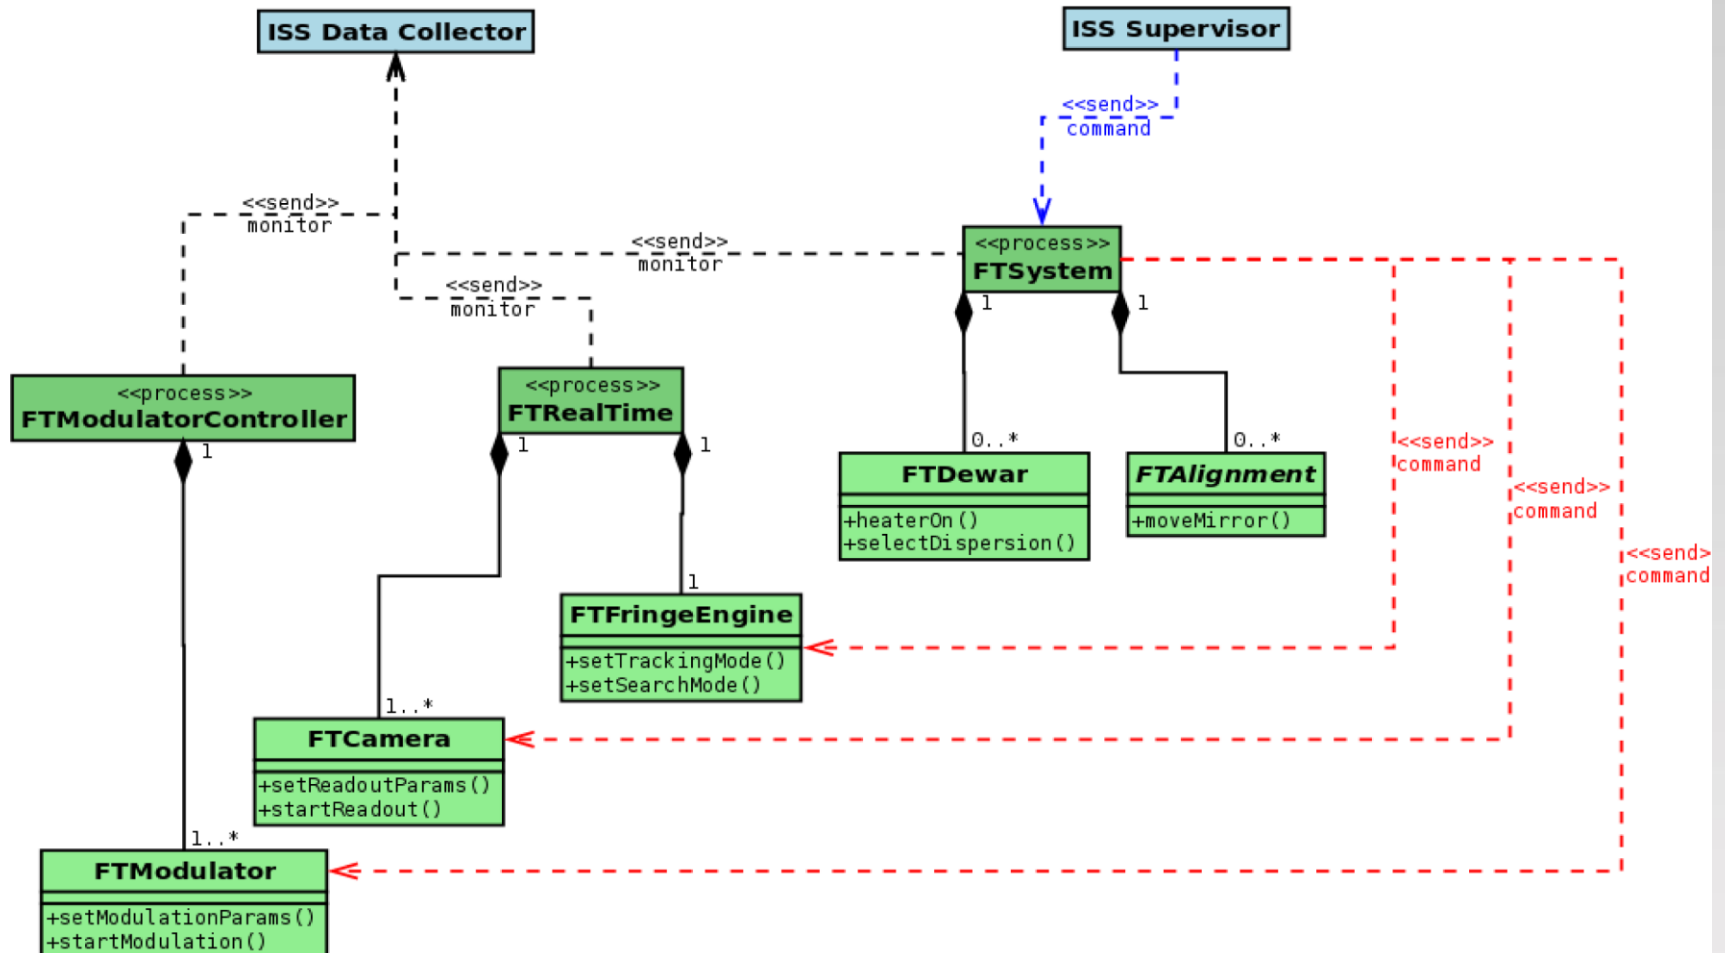 ISS Data Collector
ISS Supervisor
<<send>>
command
<<send>>
monitor
<<send>>
monitor
<<send>>
monitor
<<process>>
FTSystem
1
1
<<process>>
FTModulatorController
1
<<process>>
FTRealTime
1
1
0..*
FTDewar
+heaterOn()
+selectDispersion()
0..*
FTAlignment
+moveMirror()
<<send>>
command
<<send>>
command
<<send>
command
1
FTFringeEngine
+setTrackingMode()
+setSearchMode()
1..*
FTCamera
+setReadoutParams()
+startReadout()
1..*
FTModulator
+setModulationParams()
+startModulation()